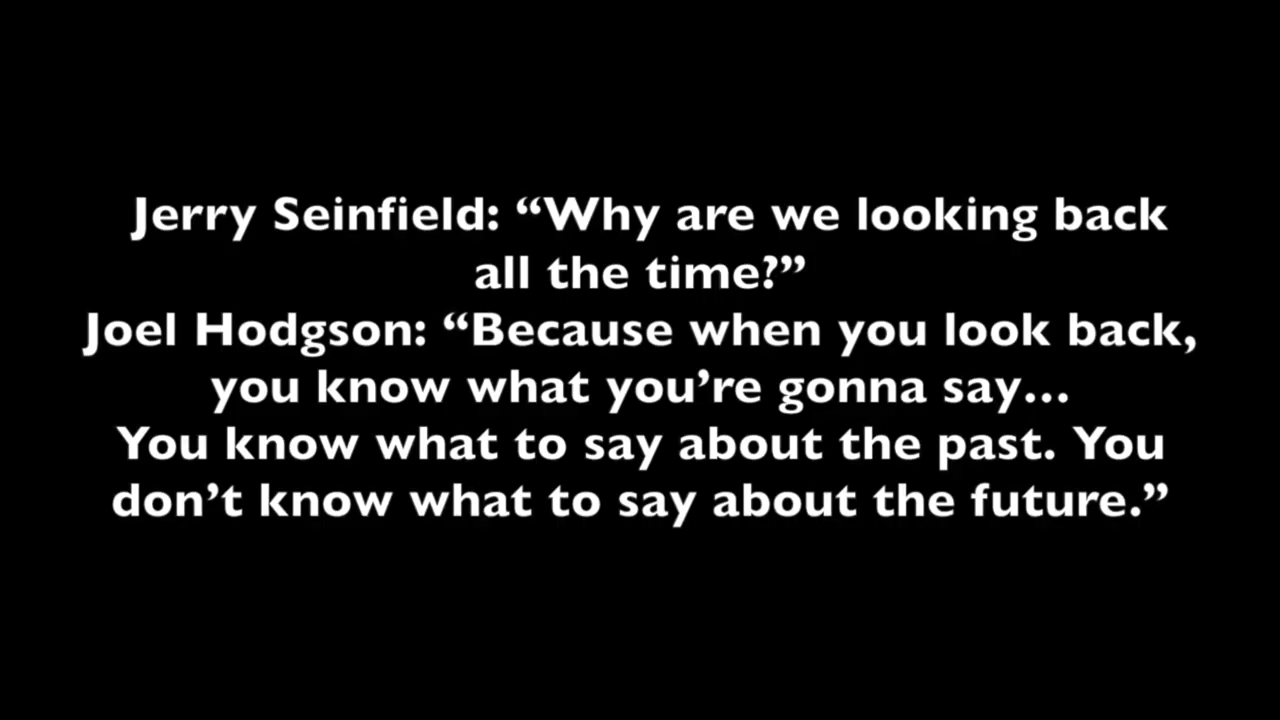 Jerry Seinfield: “Why are we looking back
all the time?”
Joel Hodgson: “Because when you look back,
you know what you’re gonna say...
You know what to say about the past. You
don’t know what to say about the future.”